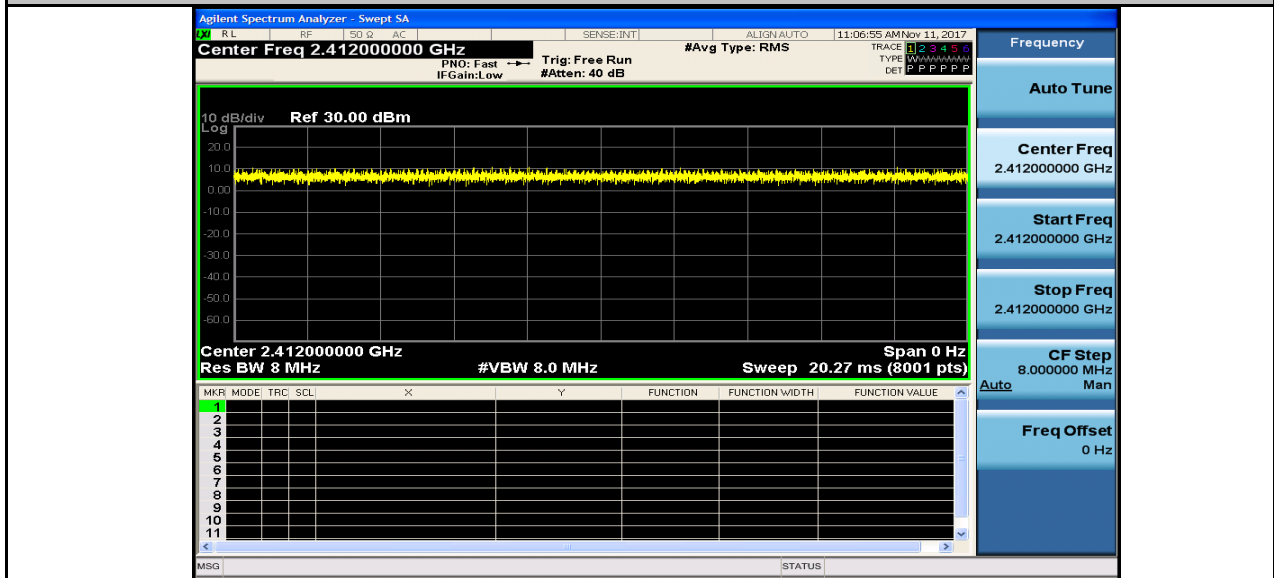 Agilent Spectrum Analyzer - Swept SA
LXI RL RF 50 Ω AC SENSE:INT ALIGN AUTO 11:06:55 AM Nov 11, 2017
Center Freq 2.412000000 GHz
PNO: Fast
IFGain:Low
Trig: Free Run
#Atten: 40 dB
#Avg Type: RMS
TRACE 1 2 3 4 5 6
TYPE
DET P P P P P P
10 dB/div
Log
Ref 30.00 dBm
20.0
10.0
0.00
-10.0
-20.0
-30.0
-40.0
-50.0
-60.0
Center 2.412000000 GHz
Res BW 8 MHz
#VBW 8.0 MHz
Span 0 Hz
Sweep 20.27 ms (8001 pts)
MKR MODE TRC SCL X Y FUNCTION FUNCTION WIDTH FUNCTION VALUE
1
2
3
4
5
6
7
8
9
10
11
MSG
STATUS
Frequency
Auto Tune
Center Freq
2.412000000 GHz
Start Freq
2.412000000 GHz
Stop Freq
2.412000000 GHz
CF Step
8.000000 MHz
Auto Man
Freq Offset
0 Hz